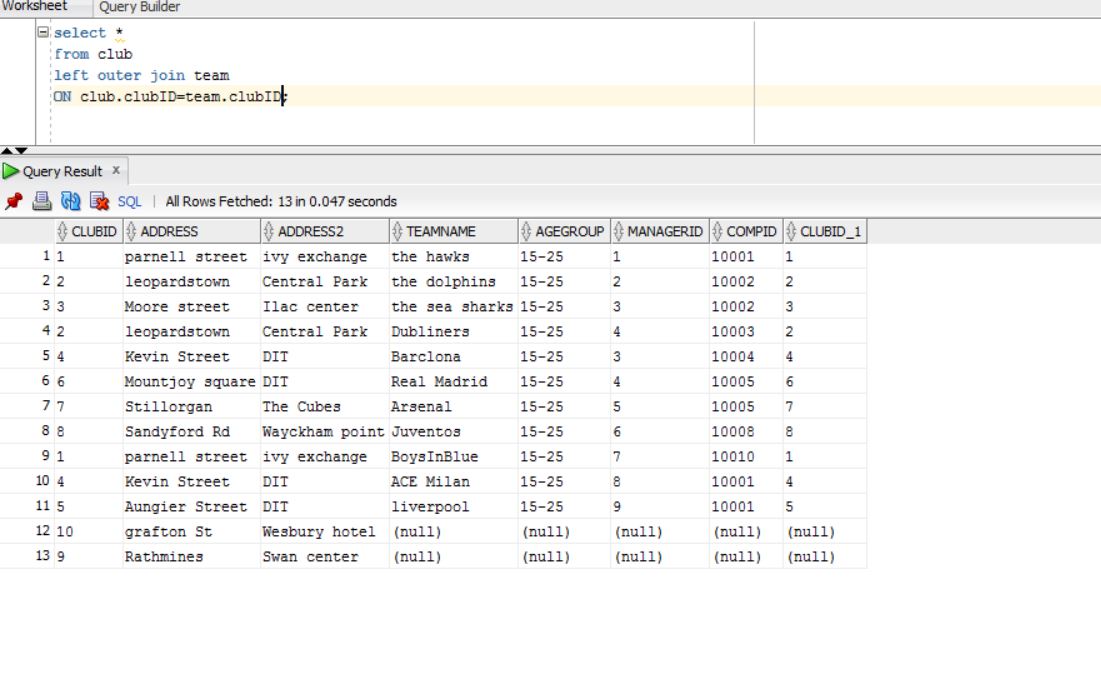 Worksheet Query Builder
select *
from club
left outer join team
ON club.clubID=team.clubID;
Query Result x
SQL | All Rows Fetched: 13 in 0.047 seconds
CLUBID ADDRESS ADDRESS2 TEAMNAME AGEGROUP MANAGERID COMPID CLUBID_1
1 1 parnell street ivy exchange the hawks 15-25 1 10001 1
2 2 leopardstown Central Park the dolphins 15-25 2 10002 2
3 3 Moore street Ilac center the sea sharks 15-25 3 10002 3
4 2 leopardstown Central Park Dubliners 15-25 4 10003 2
5 4 Kevin Street DIT Barclona 15-25 3 10004 4
6 6 Mountjoy square DIT Real Madrid 15-25 4 10005 6
7 7 Stillorgan The Cubes Arsenal 15-25 5 10005 7
8 8 Sandyford Rd Wayckham point Juventos 15-25 6 10008 8
9 1 parnell street ivy exchange BoysInBlue 15-25 7 10010 1
10 4 Kevin Street DIT ACE Milan 15-25 8 10001 4
11 5 Aungier Street DIT liverpool 15-25 9 10001 5
12 10 grafton St Wesbury hotel (null) (null) (null) (null) (null)
13 9 Rathmines Swan center (null) (null) (null) (null) (null)